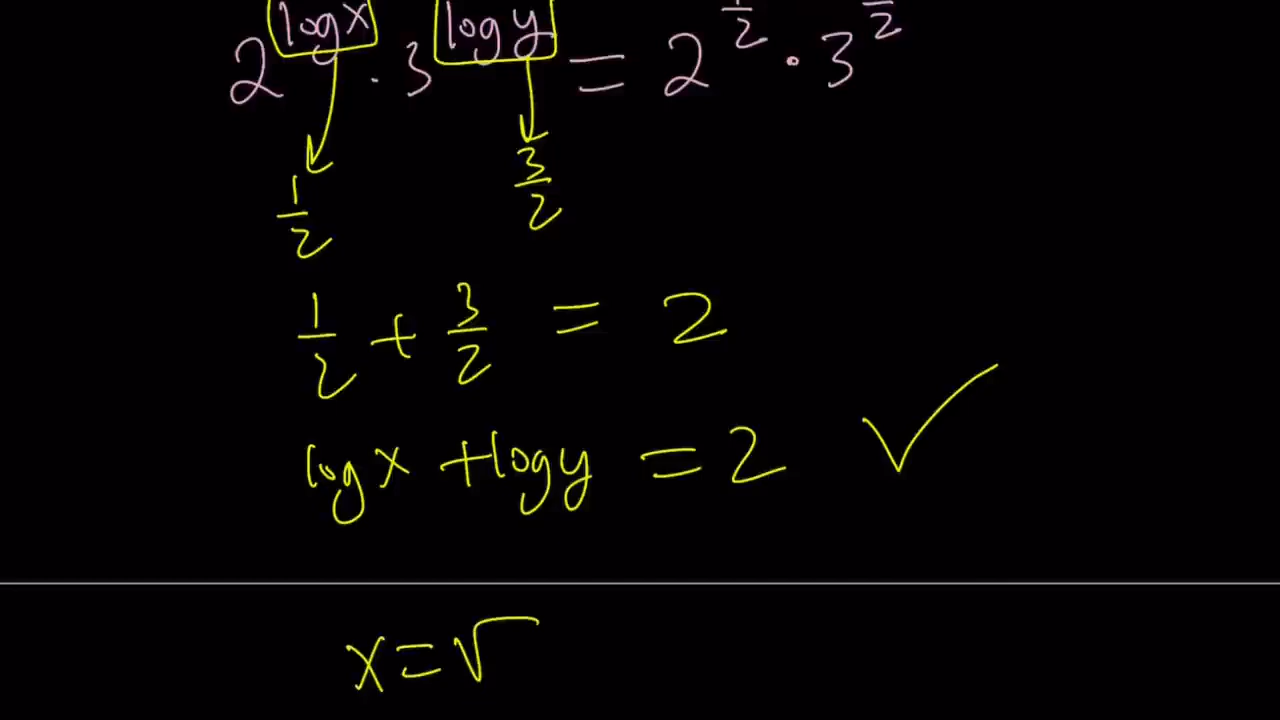 2^{log x} · 3^{log y} = 2^{1/2} · 3^{/2}
1/2 3/2
1/2 + 3/2 = 2
log x + log y = 2 ✓
x = √